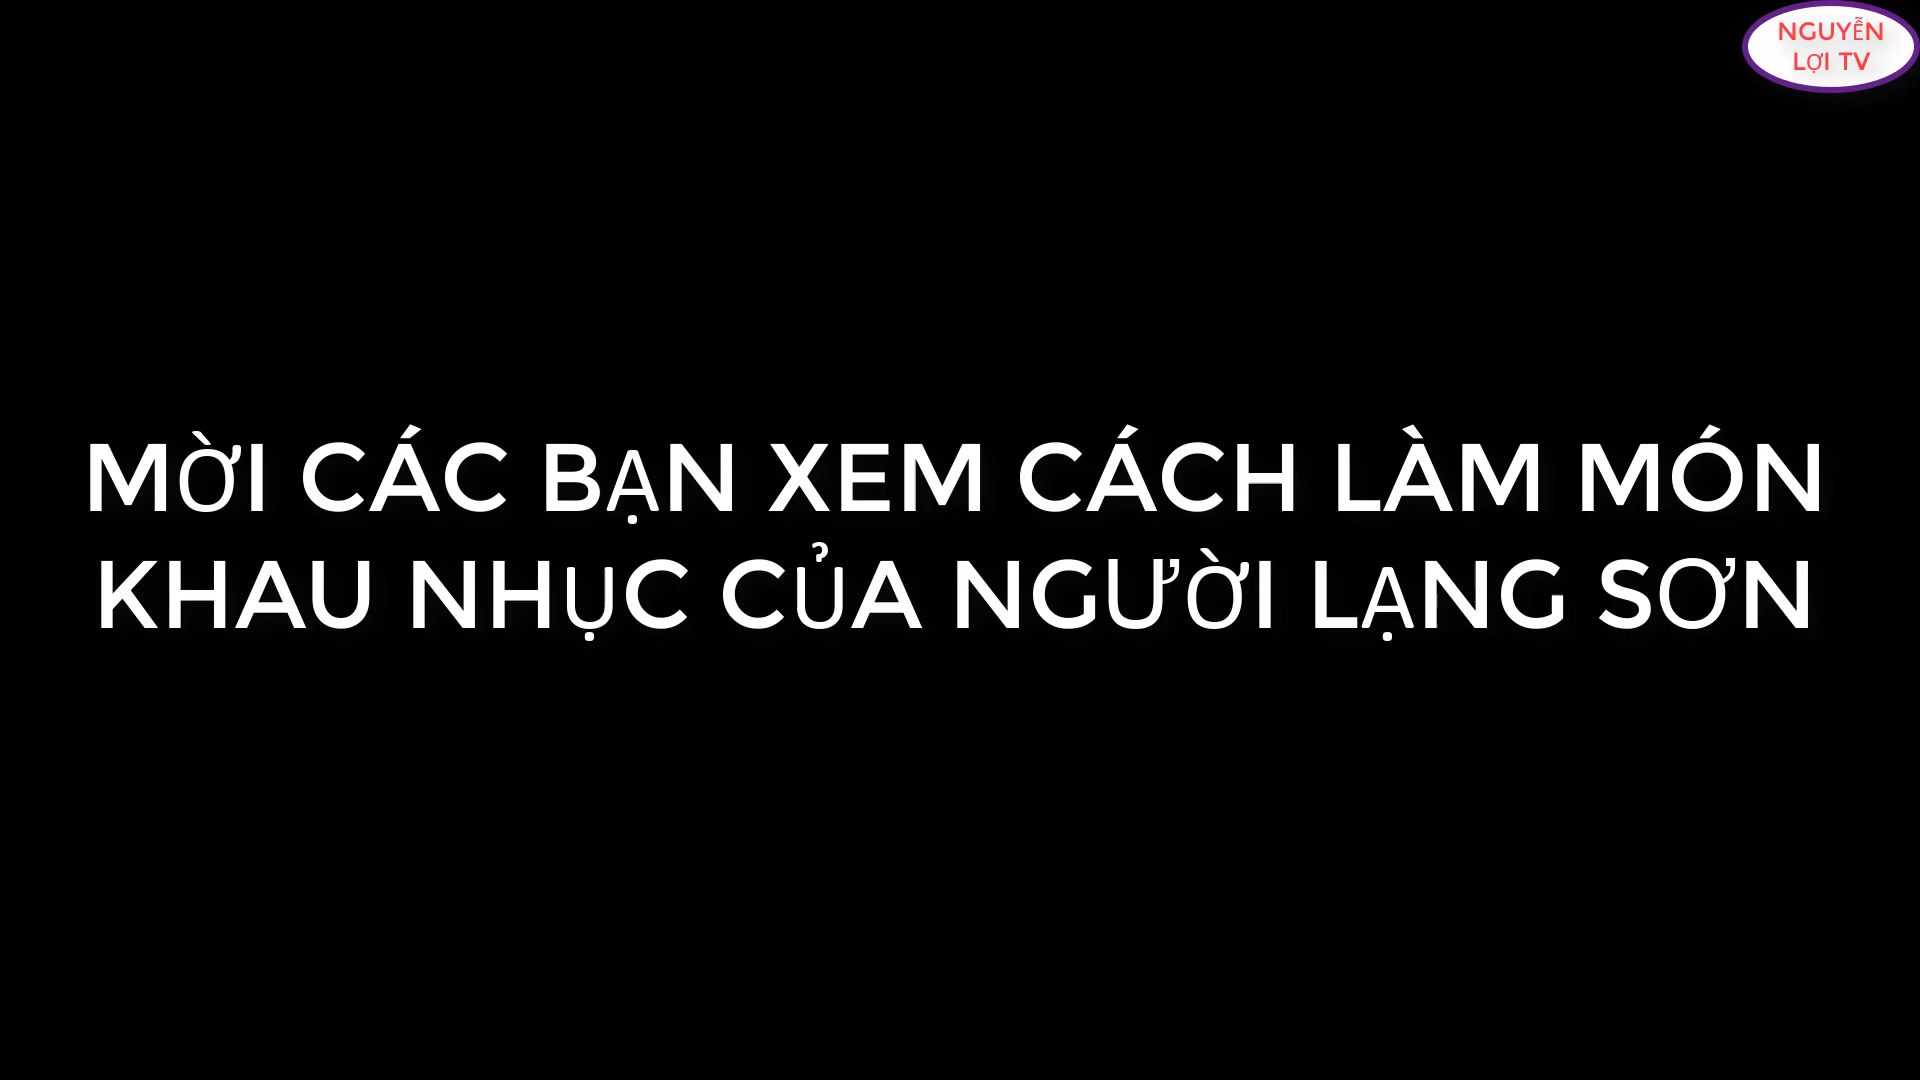 NGUYỄN
LỢI TV
MỜI CÁC BẠN XEM CÁCH LÀM MÓN
KHAU NHỤC CỦA NGƯỜI LẠNG SƠN